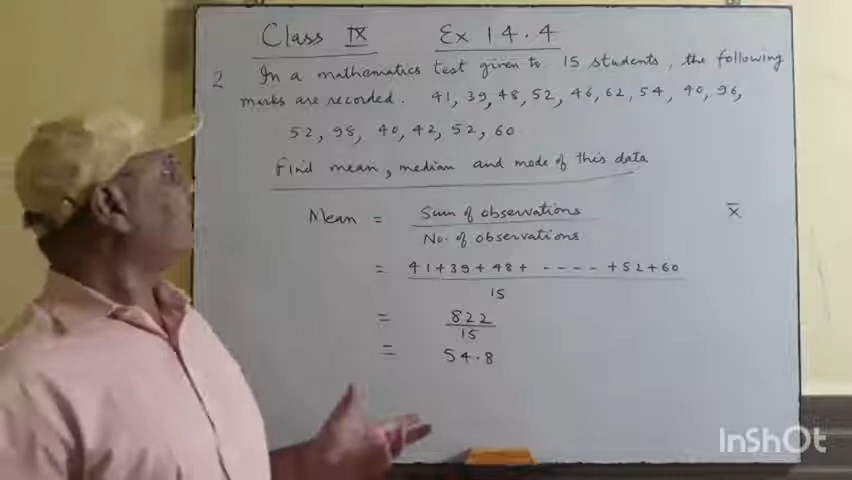 Class IX Ex 14.4
2 In a mathematics test given to 15 students, the following
marks are recorded. 41, 39, 48, 52, 46, 62, 54, 40, 96,
52, 98, 40, 42, 52, 60
Find mean, median and mode of this data
Mean = Sum of observations x̄
No. of observations
= 41+39+48+ - - - - - +52+60
15
= 822
15
= 54.8
InShOt